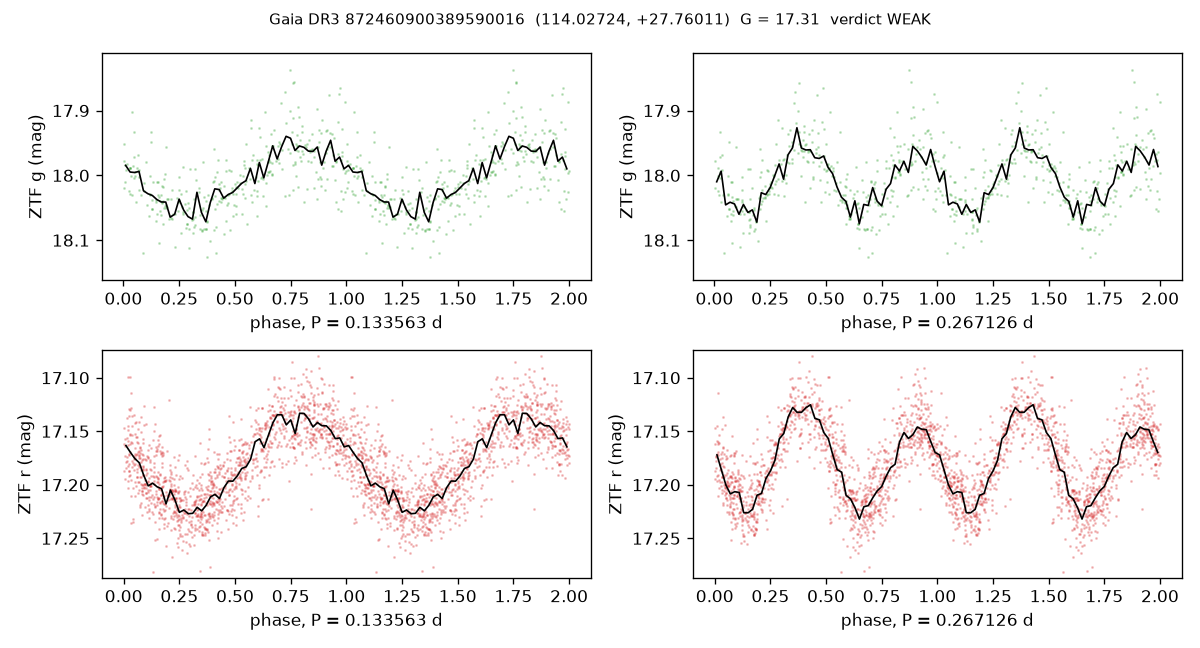 Gaia DR3 872460900389590016  (114.02724, +27.76011)  G = 17.31  verdict WEAK
ZTF g (mag)
17.9
18.0
18.1
0.00 0.25 0.50 0.75 1.00 1.25 1.50 1.75 2.00
phase, P = 0.133563 d
ZTF g (mag)
17.9
18.0
18.1
0.00 0.25 0.50 0.75 1.00 1.25 1.50 1.75 2.00
phase, P = 0.267126 d
ZTF r (mag)
17.10
17.15
17.20
17.25
0.00 0.25 0.50 0.75 1.00 1.25 1.50 1.75 2.00
phase, P = 0.133563 d
ZTF r (mag)
17.10
17.15
17.20
17.25
0.00 0.25 0.50 0.75 1.00 1.25 1.50 1.75 2.00
phase, P = 0.267126 d